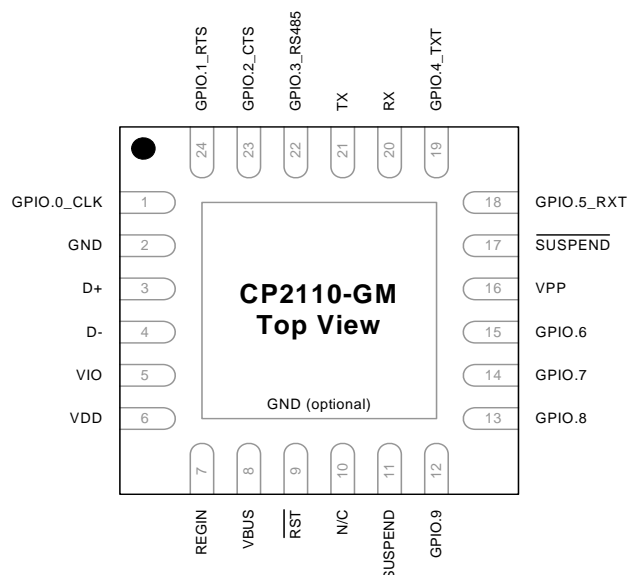 GPIO.1_RTS
GPIO.2_CTS
GPIO.3_RS485
TX
RX
GPIO.4_TXT
24
23
22
21
20
19
GPIO.0_CLK 1
GND 2
D+ 3
D- 4
VIO 5
VDD 6
18 GPIO.5_RXT
17 SUSPEND
16 VPP
15 GPIO.6
14 GPIO.7
13 GPIO.8
CP2110-GM
Top View
GND (optional)
7
8
9
10
11
12
REGIN
VBUS
RST
N/C
SUSPEND
GPIO.9